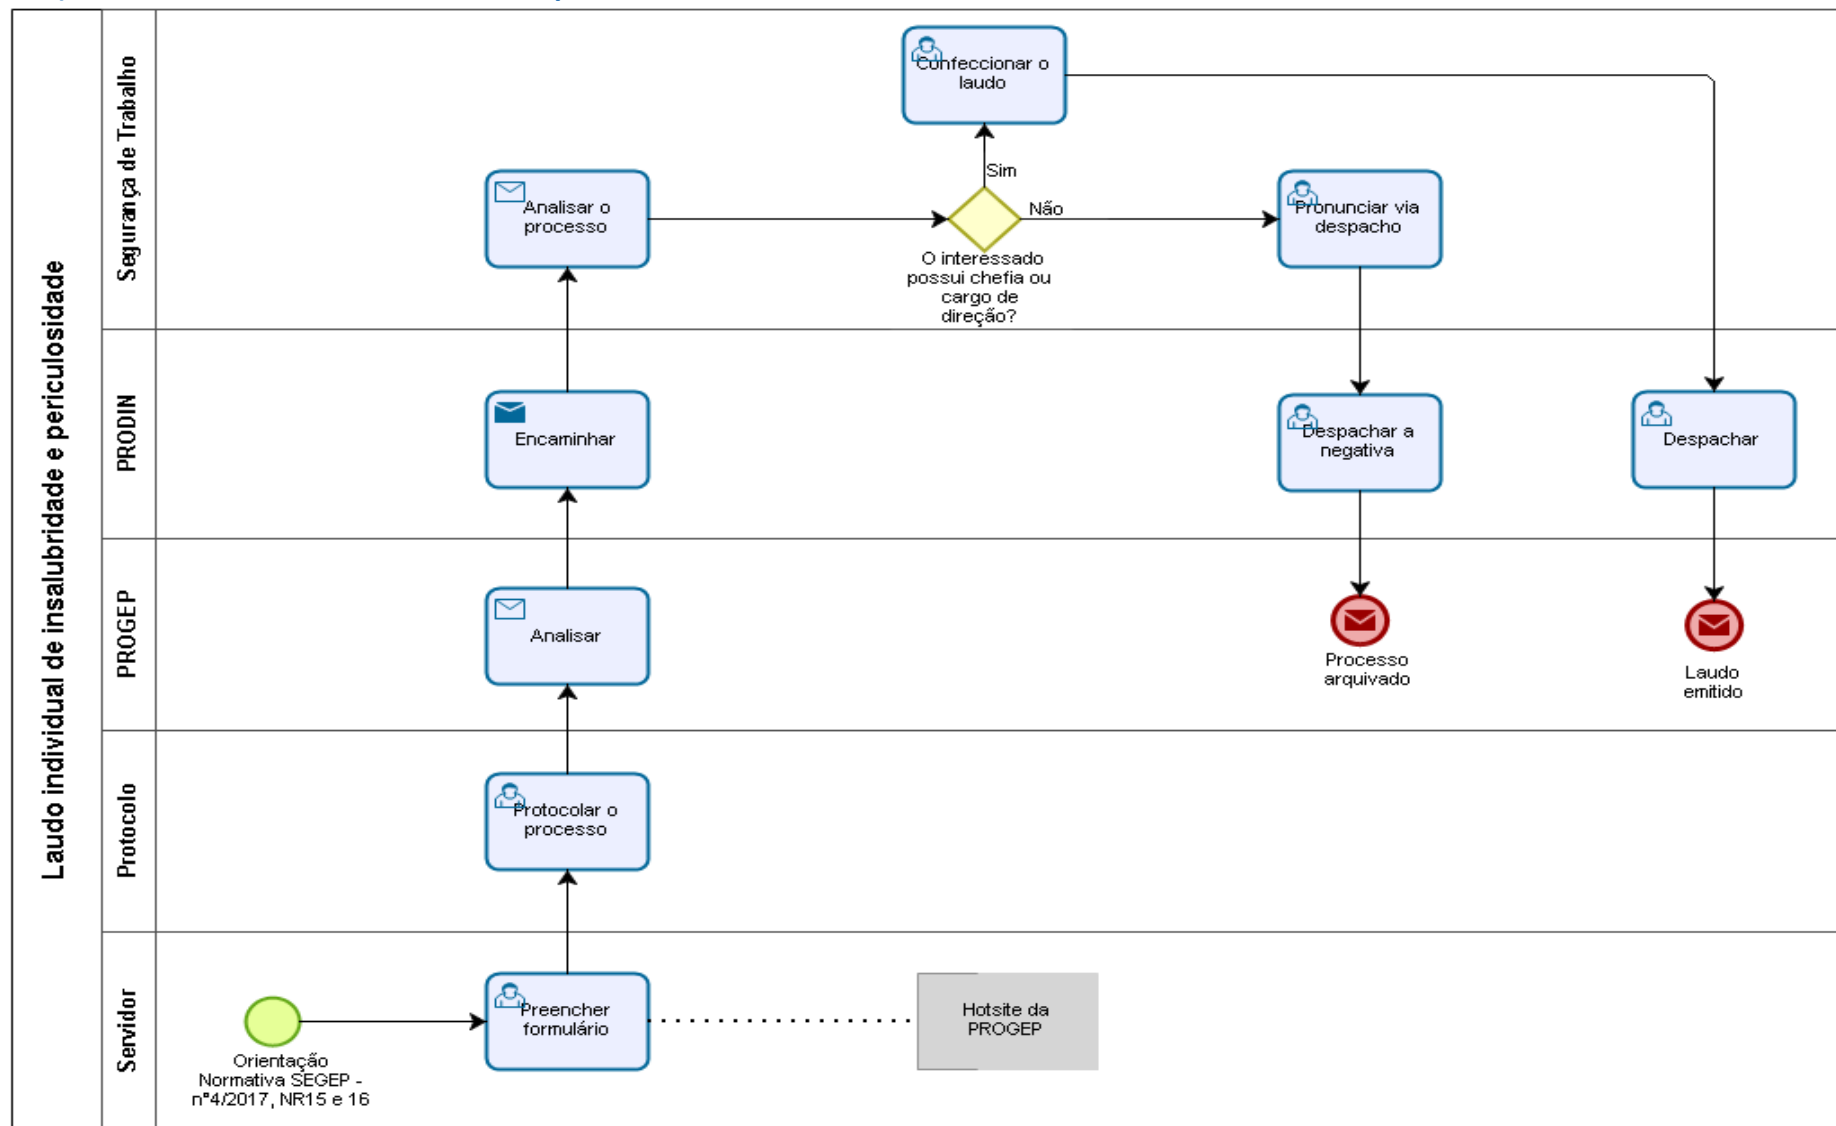 Laudo individual de insalubridade e periculosidade
Segurança de Trabalho
Confeccionar o
laudo
Sim
Analisar o
processo
Não
O interessado
possui chefia ou
cargo de
direção?
Pronunciar via
despacho
PRODIN
Encaminhar
Despachar a
negativa
Despachar
PROGEP
Analisar
Processo
arquivado
Laudo
emitido
Protocolo
Protocolar o
processo
Servidor
Orientação
Normativa SEGEP -
n°4/2017, NR15 e 16
Preencher
formulário
Hotsite da
PROGEP